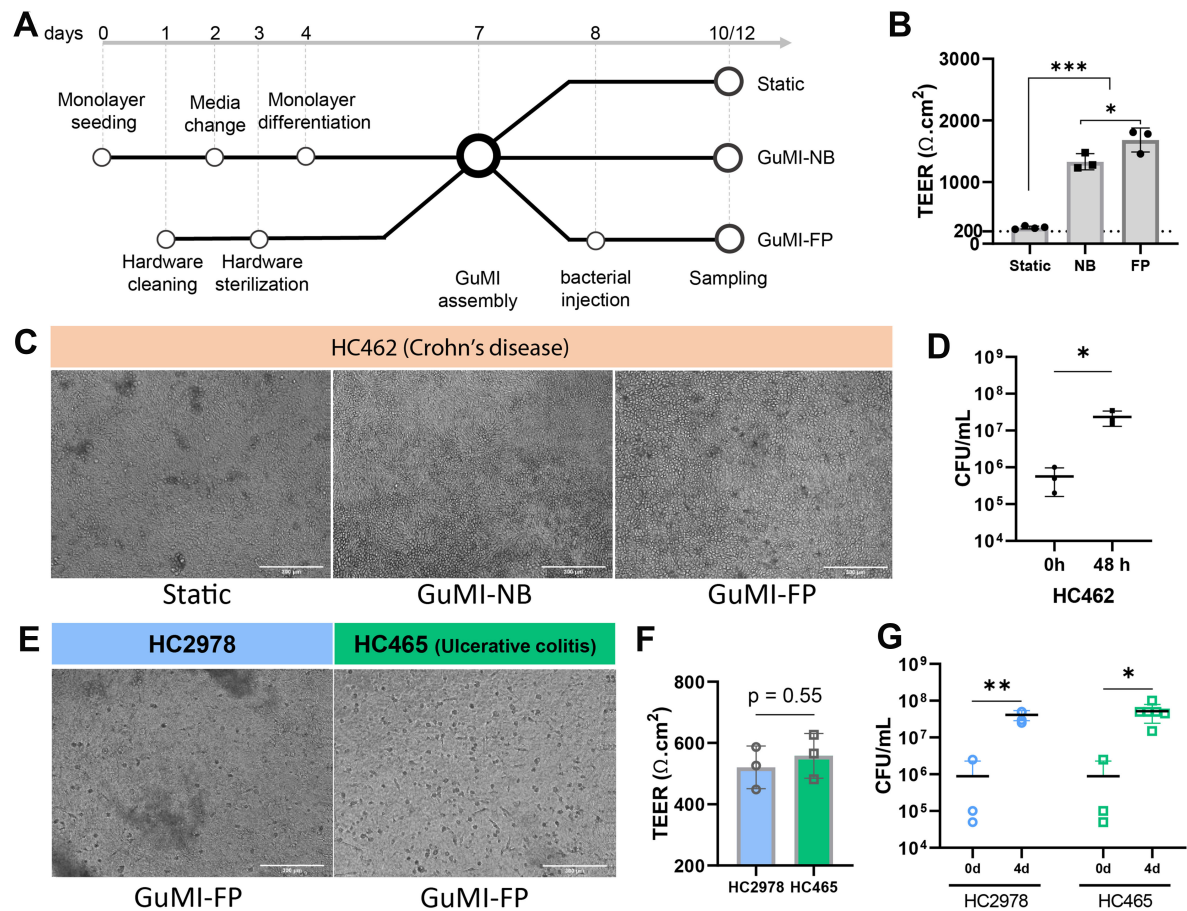 A
days 0 1 2 3 4 7 8 10/12
Monolayer
seeding
Media
change
Monolayer
differentiation
Static
GuMI-NB
GuMI-FP
Hardware
cleaning
Hardware
sterilization
GuMI
assembly
bacterial
injection
Sampling
B
TEER (Ω.cm²)
3000
2000
1000
200
0
***
*
Static NB FP
C
HC462 (Crohn's disease)
Static GuMI-NB GuMI-FP
D
CFU/mL
10⁹
10⁸
10⁷
10⁶
10⁵
10⁴
*
0h 48 h
HC462
E
HC2978 HC465 (Ulcerative colitis)
GuMI-FP GuMI-FP
F
TEER (Ω.cm²)
800
600
400
200
p = 0.55
HC2978 HC465
G
CFU/mL
10⁹
10⁸
10⁷
10⁶
10⁵
10⁴
** *
0d 4d 0d 4d
HC2978 HC465